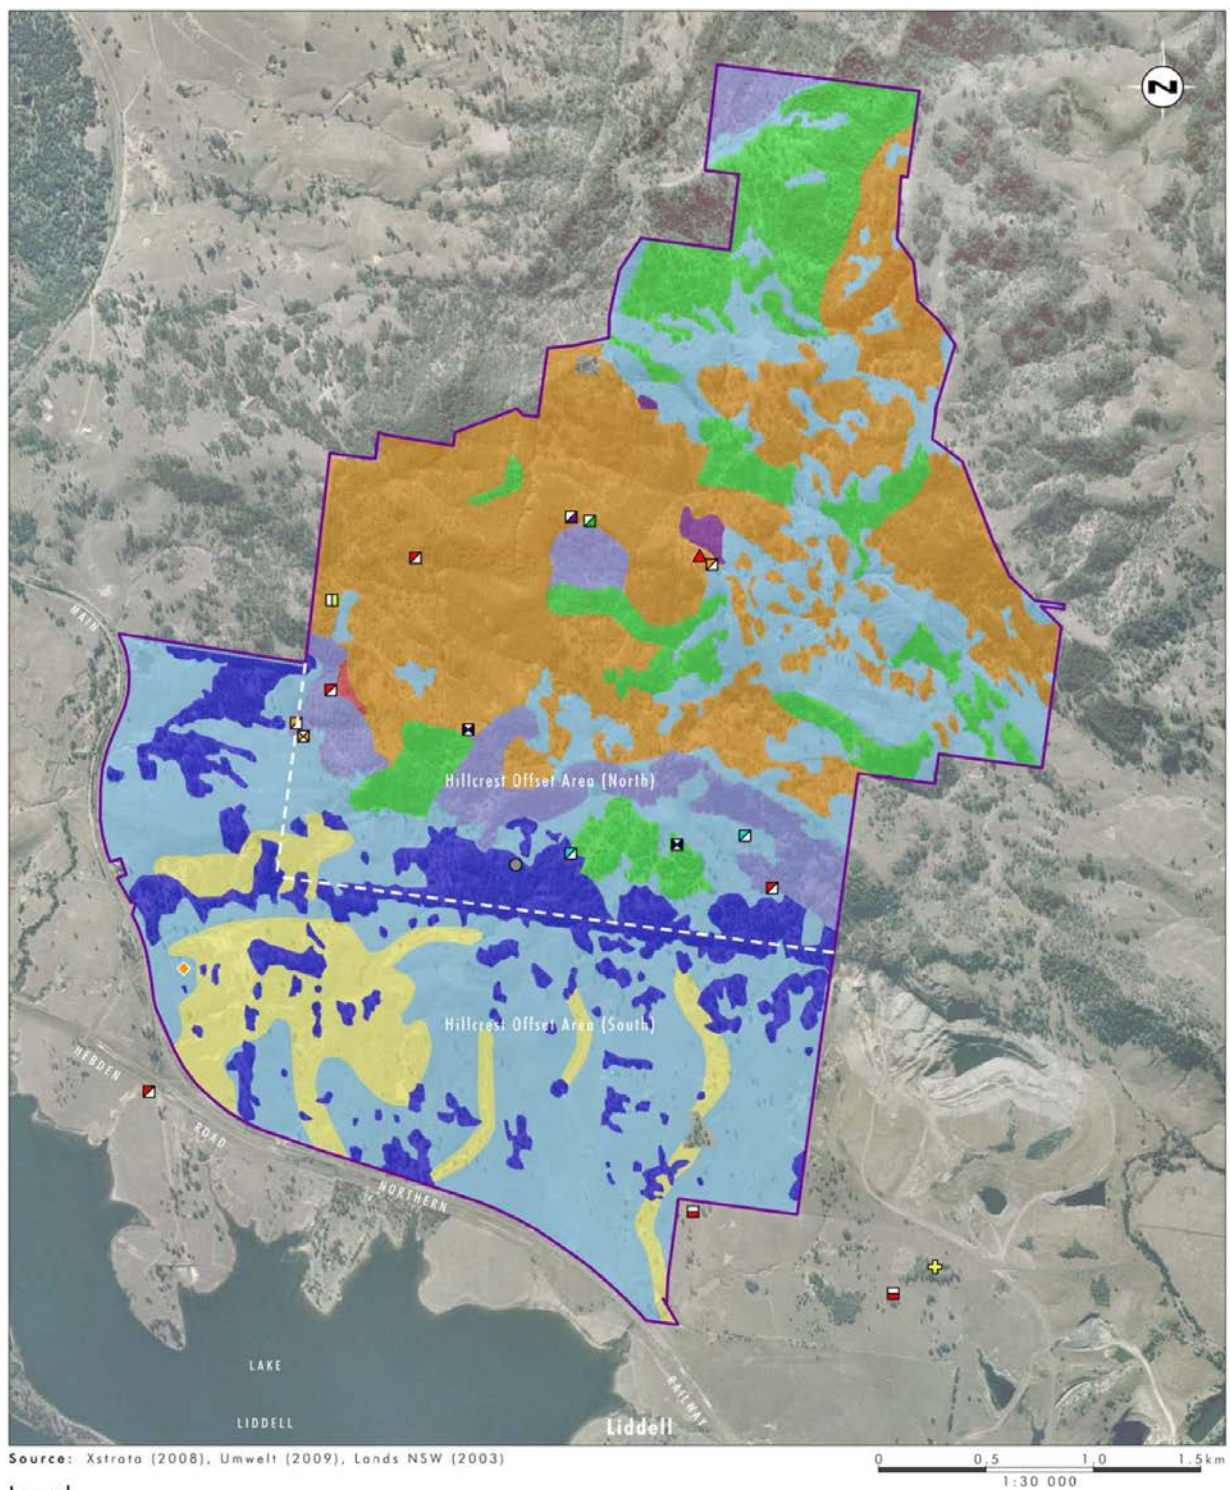 N
MAIN
Hillcrest Offset Area (North)
Hillcrest Offset Area (South)
HEBDEN
ROAD
NORTHERN
RAILWAY
LAKE
LIDDELL
Liddell
Source: Xstrata (2008), Umwelt (2009), Lands NSW (2003)
0 0.5 1.0 1.5km
1:30 000